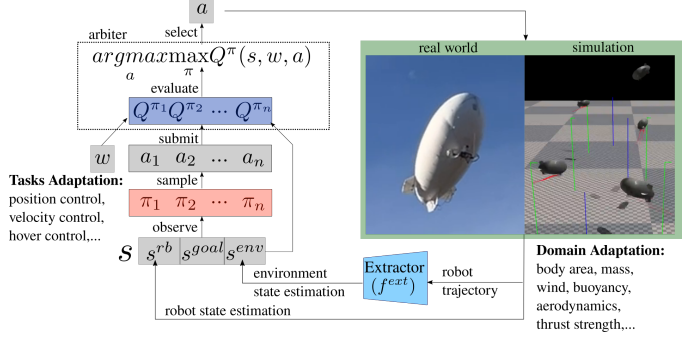 a
arbiter
select
argmax max Q^π(s, w, a)
a
π
evaluate
Q^π1 Q^π2 ... Q^πn
submit
w
a1 a2 ... an
sample
Tasks Adaptation:
position control,
velocity control,
hover control,...
π1 π2 ... πn
observe
s
s^rb s^goal s^env
environment
state estimation
robot state estimation
Extractor
(f^ext)
robot
trajectory
real world
simulation
Domain Adaptation:
body area, mass,
wind, buoyancy,
aerodynamics,
thrust strength,...